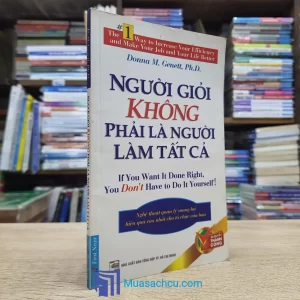 #1
The Way to Increase Your Efficiency
and Make Your Job and Your Life Better
Donna M. Genett, Ph.D.
NGƯỜI GIỎI
KHÔNG
PHẢI LÀ NGƯỜI
LÀM TẤT CẢ
If You Want It Done Right,
You Don't Have to Do It Yourself!
First News
Muasachcu.com